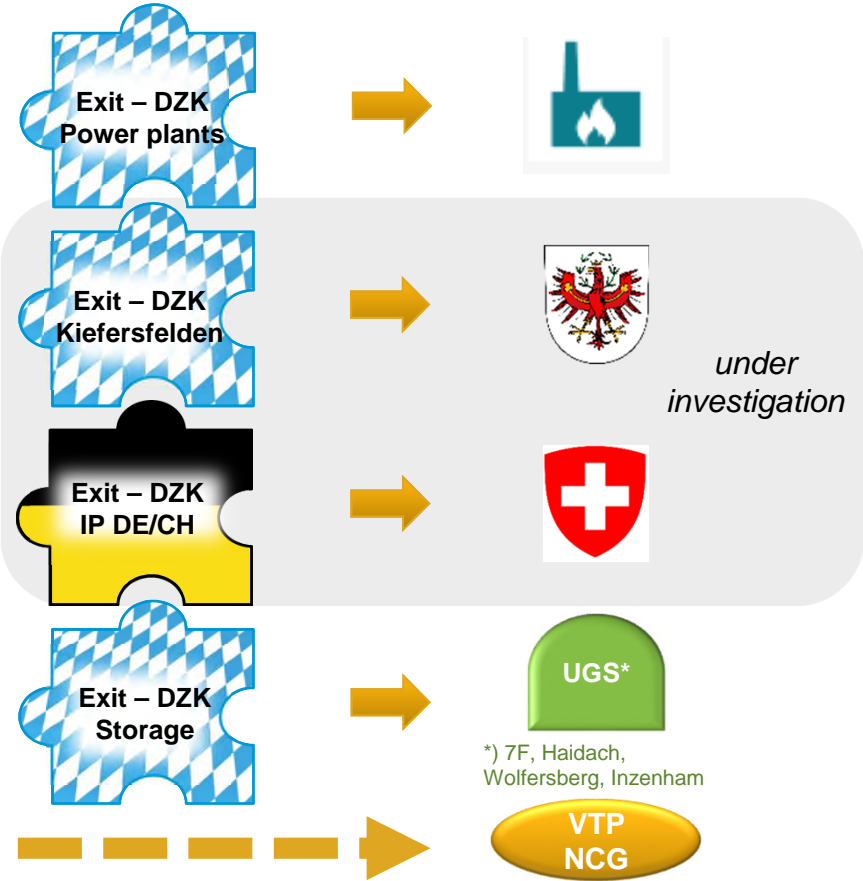 Exit – DZK
Power plants
Exit – DZK
Kiefersfelden
under
investigation
Exit – DZK
IP DE/CH
Exit – DZK
Storage
UGS*
*) 7F, Haidach,
Wolfersberg, Inzenham
VTP
NCG